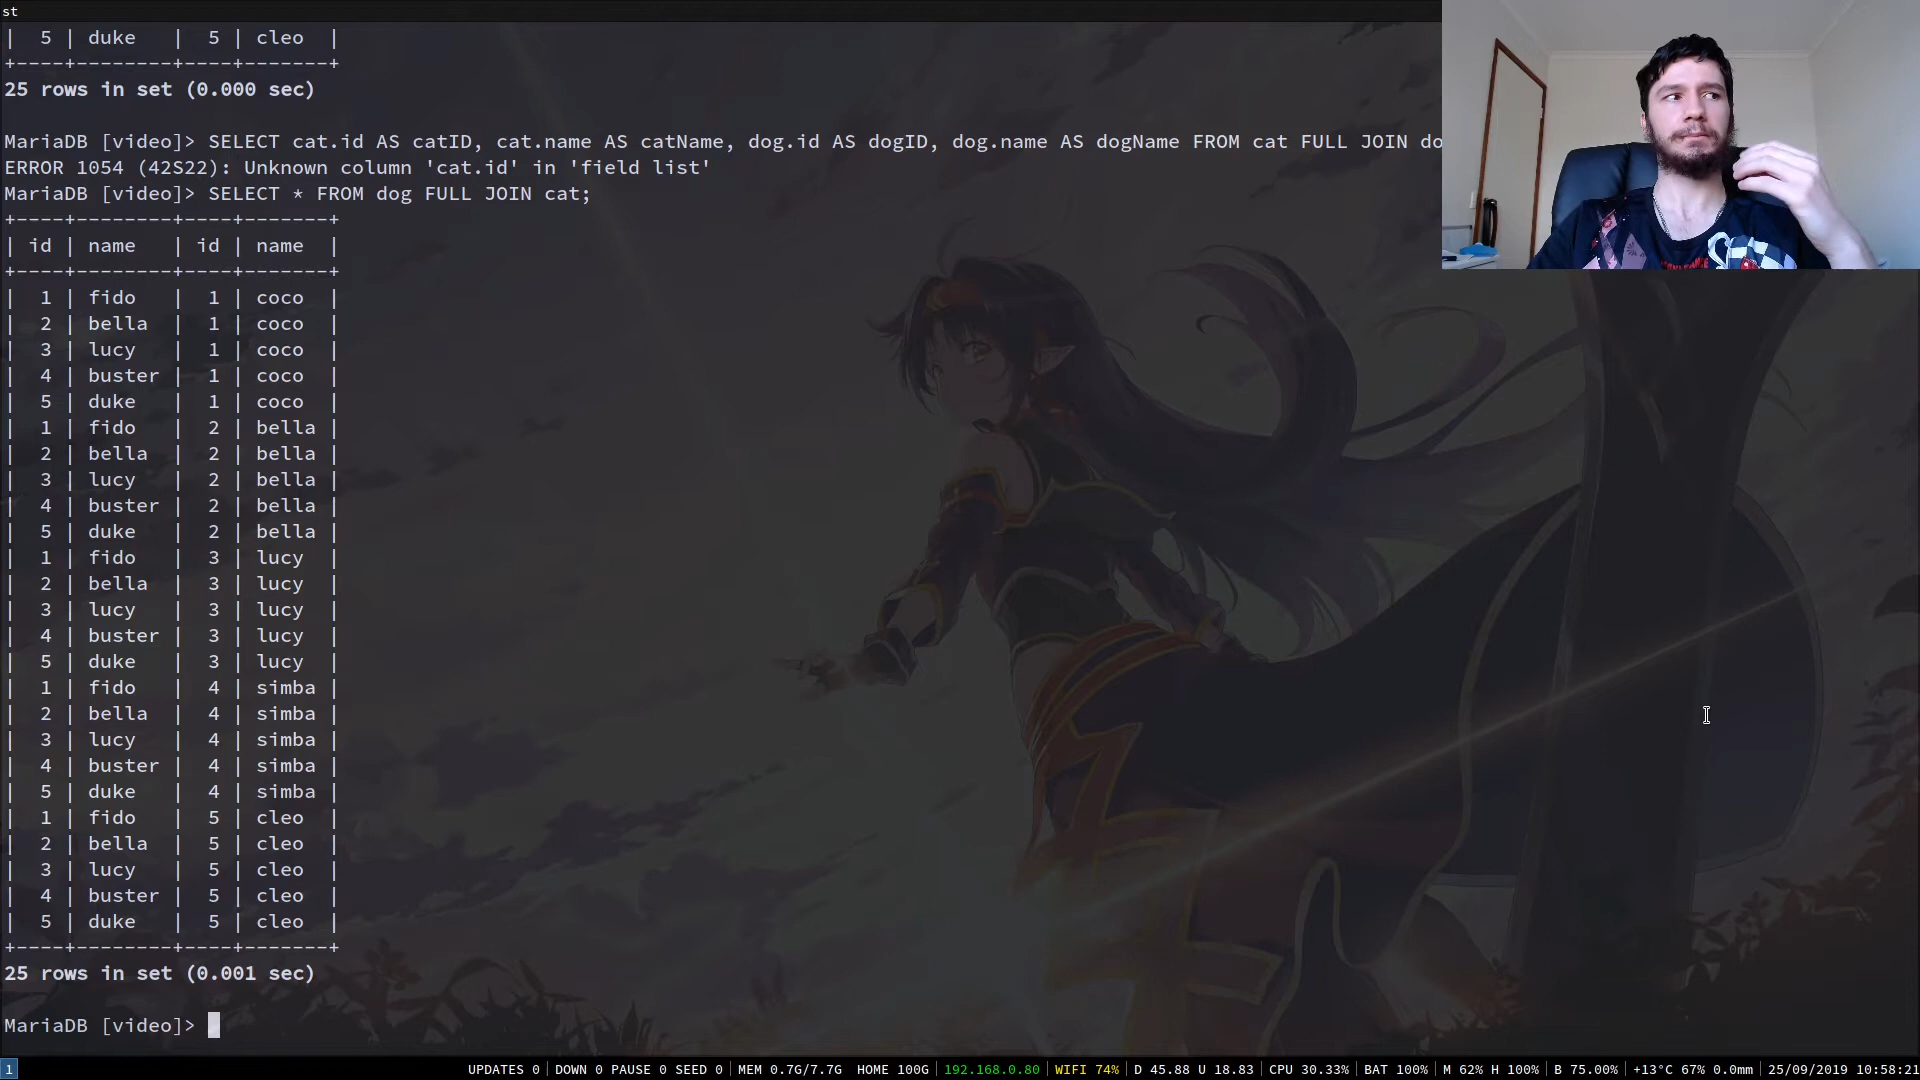 st
| 5 | duke | 5 | cleo |
+----+--------+----+-------+
25 rows in set (0.000 sec)
MariaDB [video]> SELECT cat.id AS catID, cat.name AS catName, dog.id AS dogID, dog.name AS dogName FROM cat FULL JOIN do
ERROR 1054 (42S22): Unknown column 'cat.id' in 'field list'
MariaDB [video]> SELECT * FROM dog FULL JOIN cat;
+----+--------+----+-------+
| id | name | id | name |
+----+--------+----+-------+
| 1 | fido | 1 | coco |
| 2 | bella | 1 | coco |
| 3 | lucy | 1 | coco |
| 4 | buster | 1 | coco |
| 5 | duke | 1 | coco |
| 1 | fido | 2 | bella |
| 2 | bella | 2 | bella |
| 3 | lucy | 2 | bella |
| 4 | buster | 2 | bella |
| 5 | duke | 2 | bella |
| 1 | fido | 3 | lucy |
| 2 | bella | 3 | lucy |
| 3 | lucy | 3 | lucy |
| 4 | buster | 3 | lucy |
| 5 | duke | 3 | lucy |
| 1 | fido | 4 | simba |
| 2 | bella | 4 | simba |
| 3 | lucy | 4 | simba |
| 4 | buster | 4 | simba |
| 5 | duke | 4 | simba |
| 1 | fido | 5 | cleo |
| 2 | bella | 5 | cleo |
| 3 | lucy | 5 | cleo |
| 4 | buster | 5 | cleo |
| 5 | duke | 5 | cleo |
+----+--------+----+-------+
25 rows in set (0.001 sec)
MariaDB [video]>
1 UPDATES 0 | DOWN 0 PAUSE 0 SEED 0 | MEM 0.7G/7.7G HOME 100G | 192.168.0.80 | WIFI 74% | D 45.88 U 18.83 | CPU 30.33% | BAT 100% | M 62% H 100% | B 75.00% | +13°C 67% 0.0mm | 25/09/2019 10:58:21